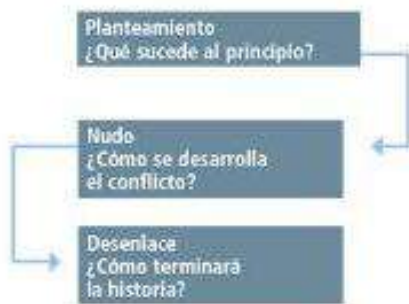 Planteamiento
¿Qué sucede al principio?
Nudo
¿Cómo se desarrolla
el conflicto?
Desenlace
¿Cómo terminará
la historia?